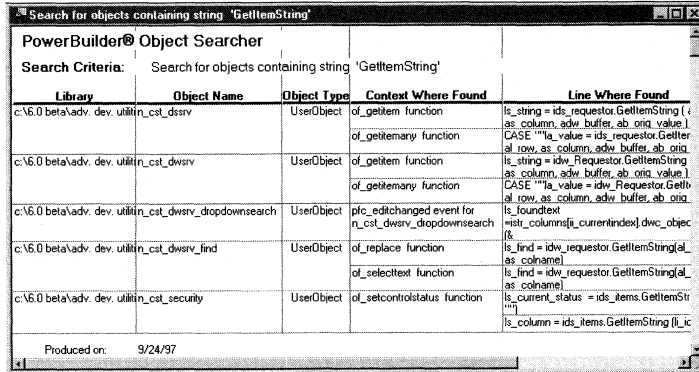 Search for objects containing string 'GetItemString'
PowerBuilder® Object Searcher
Search Criteria: Search for objects containing string 'GetItemString'
Library Object Name Object Type Context Where Found Line Where Found
c:\6.0 beta\adv. dev. utiliti n_cst_dssrv UserObject of_getitem function ls_string = ids_requestor.GetItemString (
as_column, adw_buffer, ab_orig_value )
of_getitemany function CASE """la_value = ids_requestor.GetItem
al_row, as_column, adw_buffer, ab_orig
c:\6.0 beta\adv. dev. utiliti n_cst_dwsrv UserObject of_getitem function ls_string = idw_Requestor.GetItemString
as_column, adw_buffer, ab_orig_value )
of_getitemany function CASE """la_value = idw_Requestor.GetIt
al_row, as_column, adw_buffer, ab_orig
c:\6.0 beta\adv. dev. utiliti n_cst_dwsrv_dropdownsearch UserObject pfc_editchanged event for ls_foundtext
n_cst_dwsrv_dropdownsearch =istr_columns[ii_currentindex].dwc_objec
(&
c:\6.0 beta\adv. dev. utiliti n_cst_dwsrv_find UserObject of_replace function ls_find = idw_requestor.GetItemString(al_
as_colname)
of_selecttext function ls_find = idw_requestor.GetItemString(al_
as_colname)
c:\6.0 beta\adv. dev. utiliti n_cst_security UserObject of_setcontrolstatus function ls_current_status = ids_items.GetItemStr
"")
ls_column = ids_items.GetItemString (li_ic
Produced on: 9/24/97